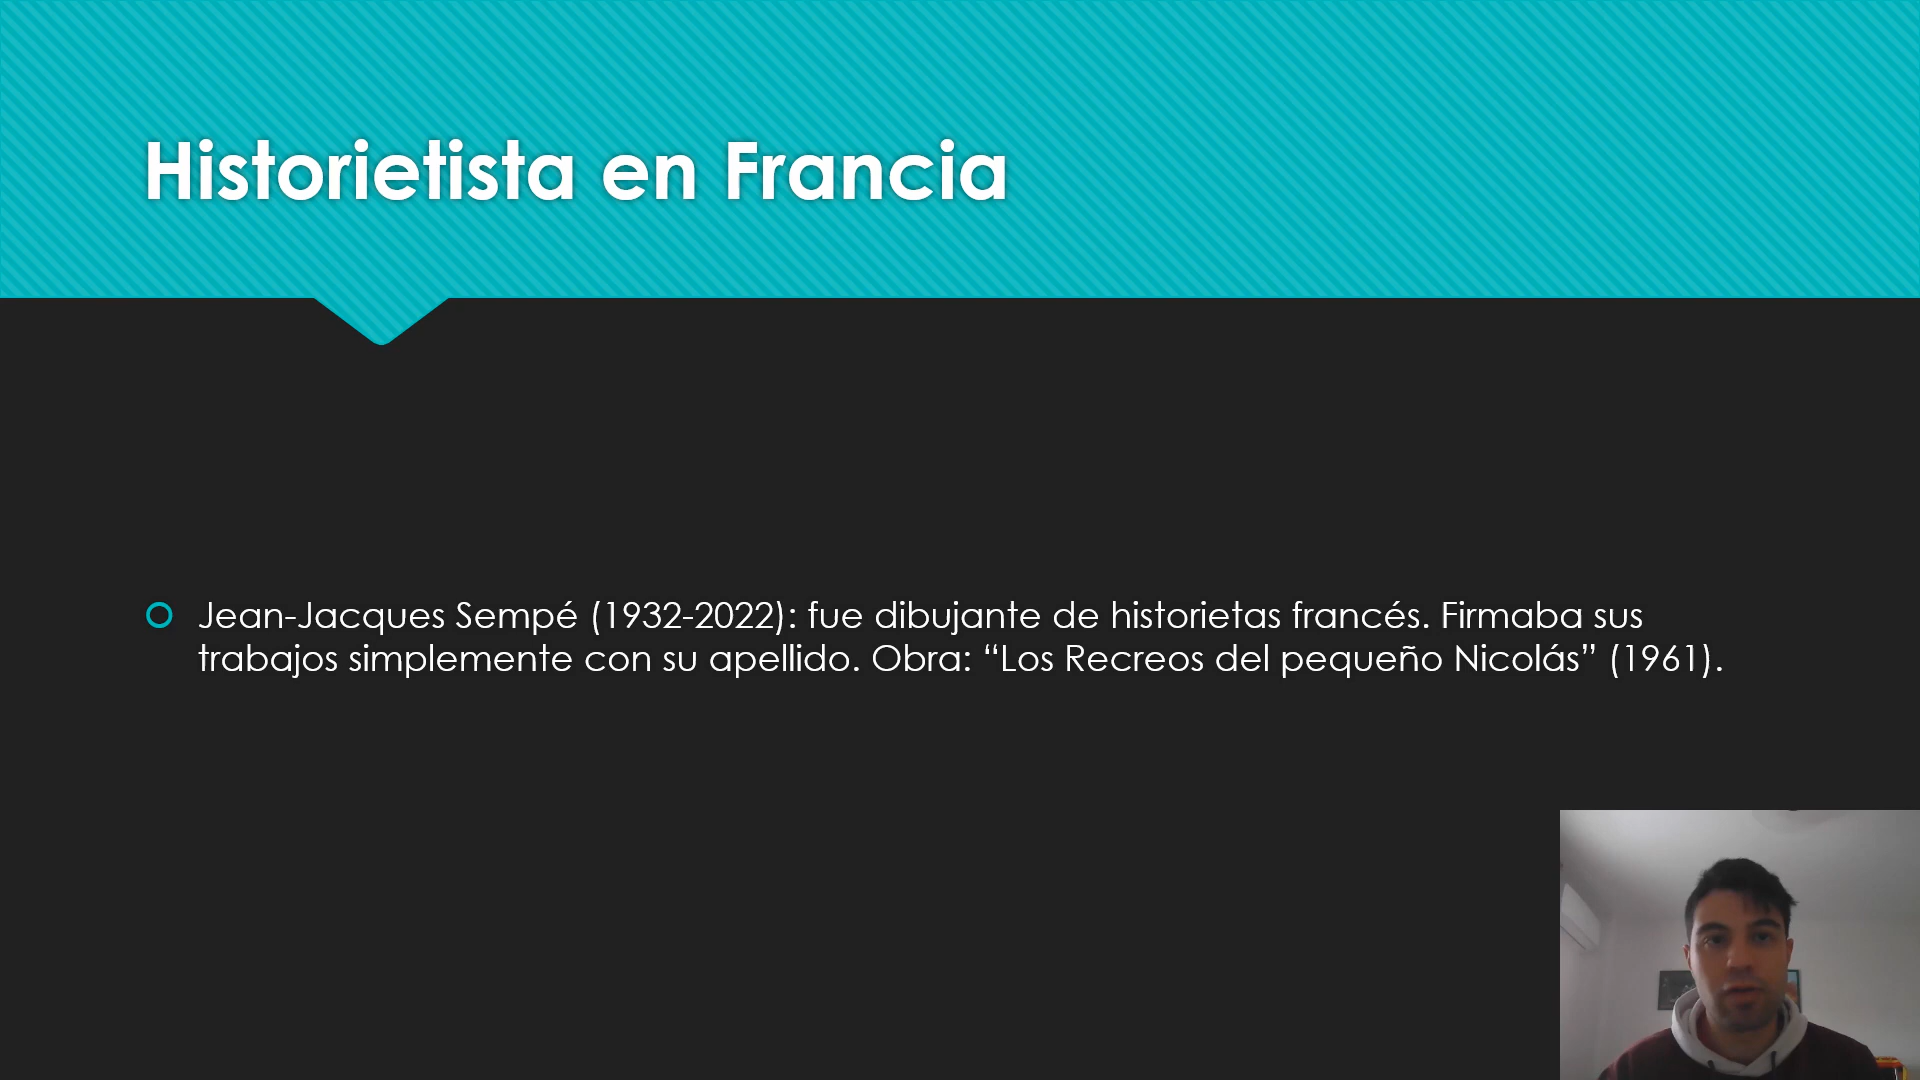 Historietista en Francia
Jean-Jacques Sempé (1932-2022): fue dibujante de historietas francés. Firmaba sus
trabajos simplemente con su apellido. Obra: “Los Recreos del pequeño Nicolás” (1961).